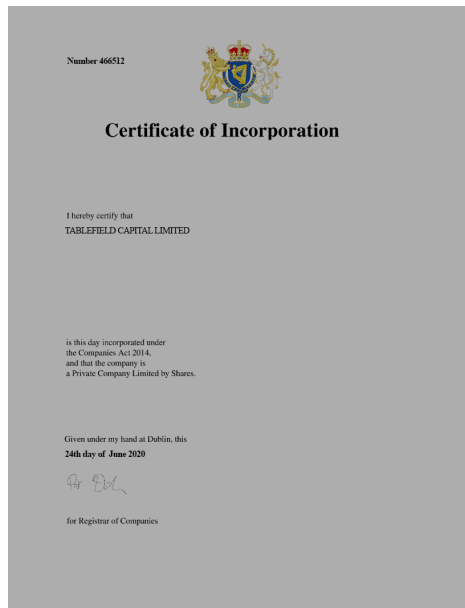 Number 466512
Certificate of Incorporation
I hereby certify that
TABLEFIELD CAPITAL LIMITED
is this day incorporated under
the Companies Act 2014,
and that the company is
a Private Company Limited by Shares.
Given under my hand at Dublin, this
24th day of June 2020
for Registrar of Companies